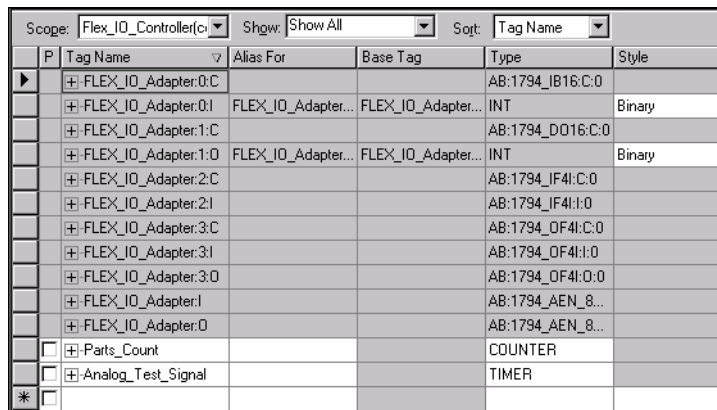 Scope: Flex_IO_Controller(c Show: Show All Sort: Tag Name
P Tag Name Alias For Base Tag Type Style
FLEX_IO_Adapter:0:C AB:1794_IB16:C:0
FLEX_IO_Adapter:0:I FLEX_IO_Adapter... FLEX_IO_Adapter... INT Binary
FLEX_IO_Adapter:1:C AB:1794_DO16:C:0
FLEX_IO_Adapter:1:O FLEX_IO_Adapter... FLEX_IO_Adapter... INT Binary
FLEX_IO_Adapter:2:C AB:1794_IF4I:C:0
FLEX_IO_Adapter:2:I AB:1794_IF4I:I:0
FLEX_IO_Adapter:3:C AB:1794_OF4I:C:0
FLEX_IO_Adapter:3:I AB:1794_OF4I:I:0
FLEX_IO_Adapter:3:O AB:1794_OF4I:O:0
FLEX_IO_Adapter:I AB:1794_AEN_8...
FLEX_IO_Adapter:O AB:1794_AEN_8...
Parts_Count COUNTER
Analog_Test_Signal TIMER